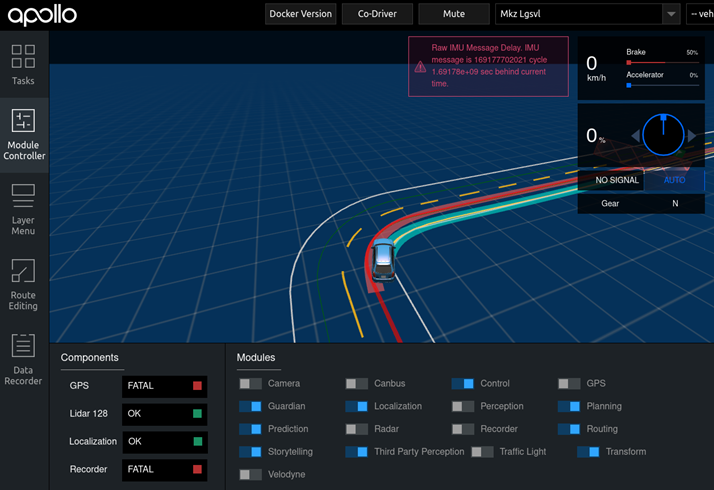 apollo
Docker Version
Co-Driver
Mute
Mkz Lgsvl
-- veh
Tasks
Module
Controller
Layer
Menu
Route
Editing
Data
Recorder
Raw IMU Message Delay. IMU
message is 169177702021 cycle
1.69178e+09 sec behind current
time.
0
km/h
Brake
50%
Accelerator
0%
0 %
NO SIGNAL
AUTO
Gear
N
Components
GPS FATAL
Lidar 128 OK
Localization OK
Recorder FATAL
Modules
Camera Canbus Control GPS
Guardian Localization Perception Planning
Prediction Radar Recorder Routing
Storytelling Third Party Perception Traffic Light Transform
Velodyne